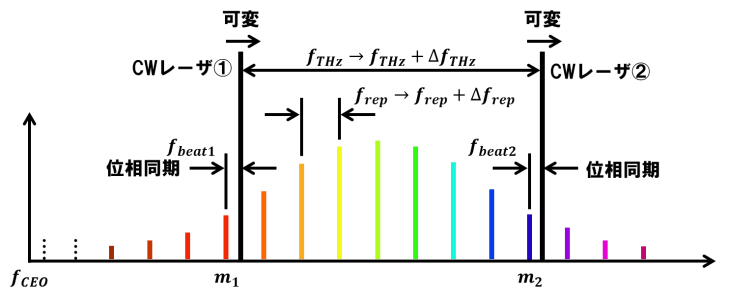 可変
可変
CWレーザ①
f_THz → f_THz + Δf_THz
CWレーザ②
f_rep → f_rep + Δf_rep
f_beat1
f_beat2
位相同期
位相同期
f_CEO
m_1
m_2